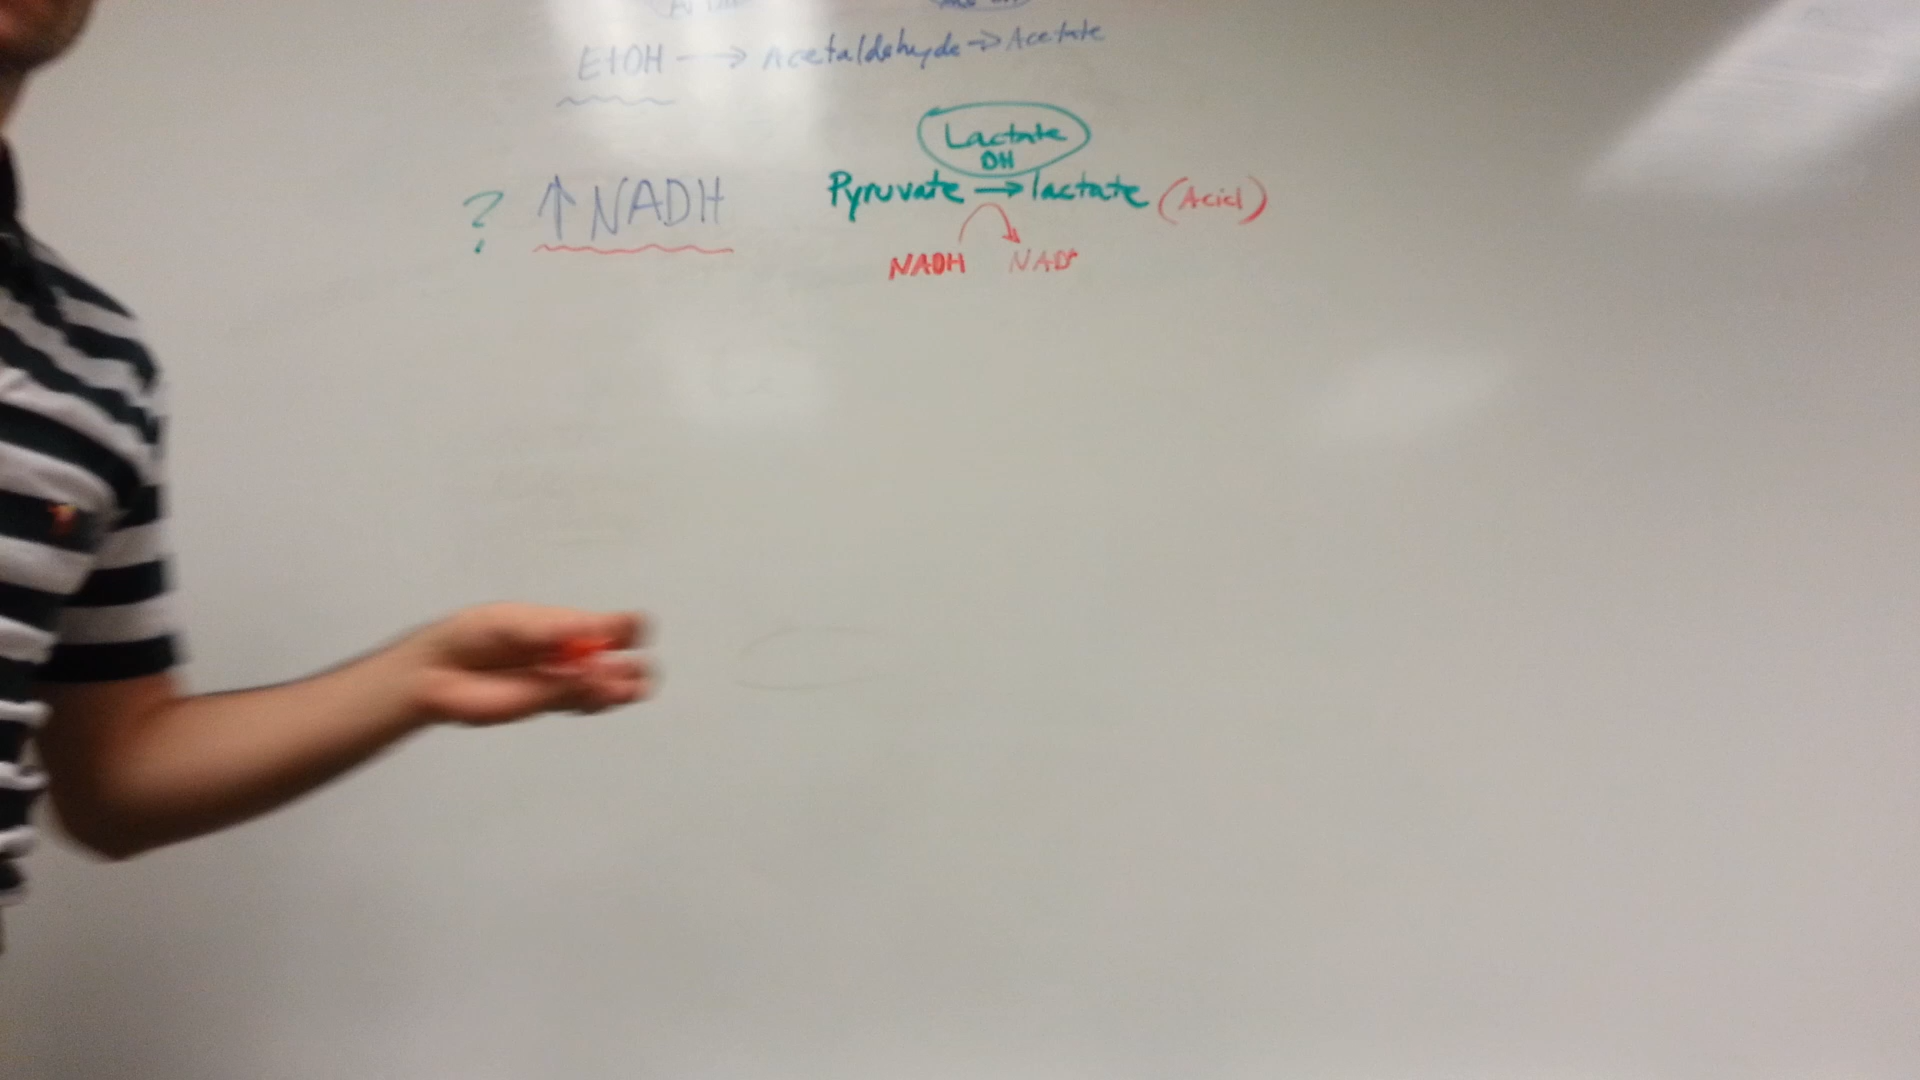 EtOH → Acetaldehyde → Acetate
Lactate
DH
? ↑ NADH
Pyruvate → lactate (Acid)
NADH NAD+